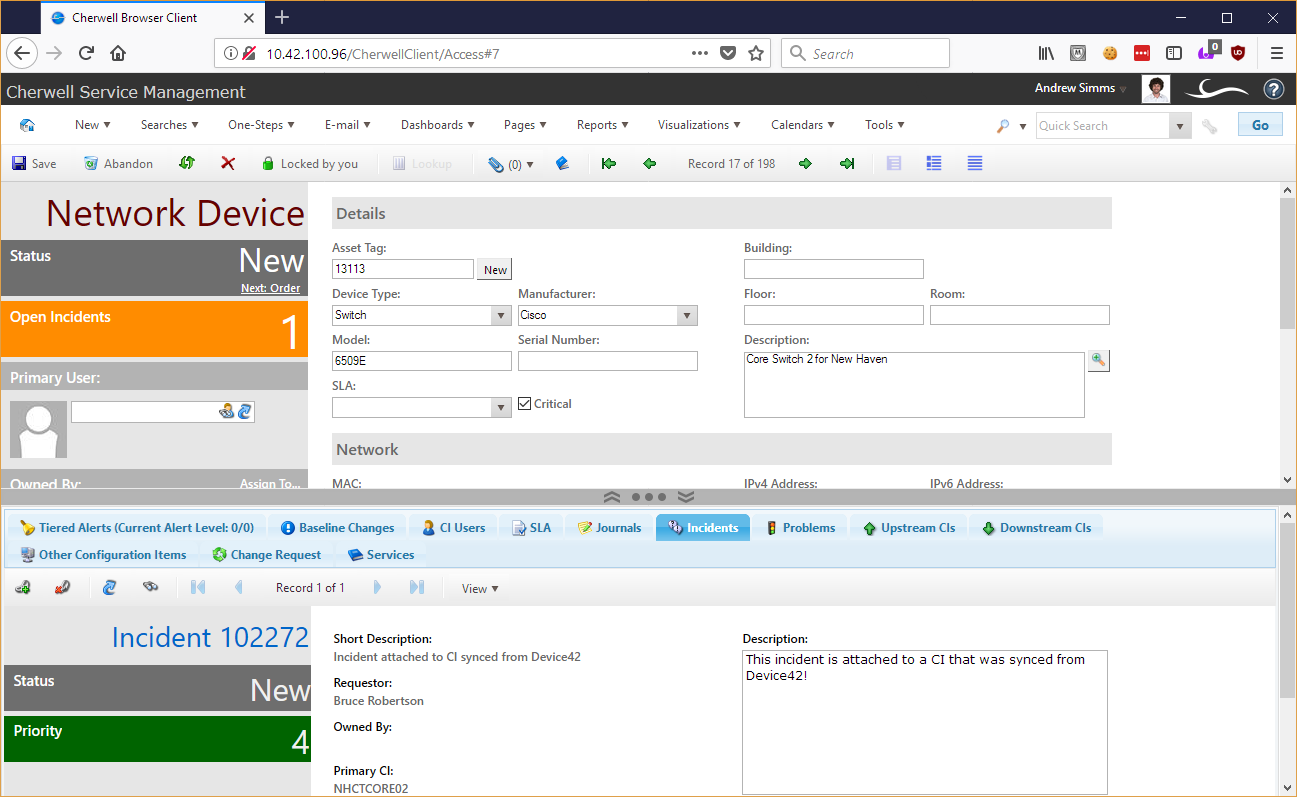 Cherwell Browser Client
10.42.100.96/CherwellClient/Access#7
Search
0
Cherwell Service Management
Andrew Simms
New
Searches
One-Steps
E-mail
Dashboards
Pages
Reports
Visualizations
Calendars
Tools
Quick Search
Go
Save
Abandon
Locked by you
Lookup
(0)
Record 17 of 198
Network Device
Status
New
Next: Order
Open Incidents
1
Primary User:
Owned By:
Assign To...
Details
Asset Tag:
13113
New
Building:
Device Type:
Manufacturer:
Floor:
Room:
Switch
Cisco
Model:
Serial Number:
Description:
6509E
Core Switch 2 for New Haven
SLA:
Critical
Network
MAC:
IPv4 Address:
IPv6 Address:
Tiered Alerts (Current Alert Level: 0/0)
Baseline Changes
CI Users
SLA
Journals
Incidents
Problems
Upstream CIs
Downstream CIs
Other Configuration Items
Change Request
Services
Record 1 of 1
View
Incident 102272
Status
New
Priority
4
Short Description:
Incident attached to CI synced from Device42
Requestor:
Bruce Robertson
Owned By:
Primary CI:
NHCTCORE02
Description:
This incident is attached to a CI that was synced from
Device42!